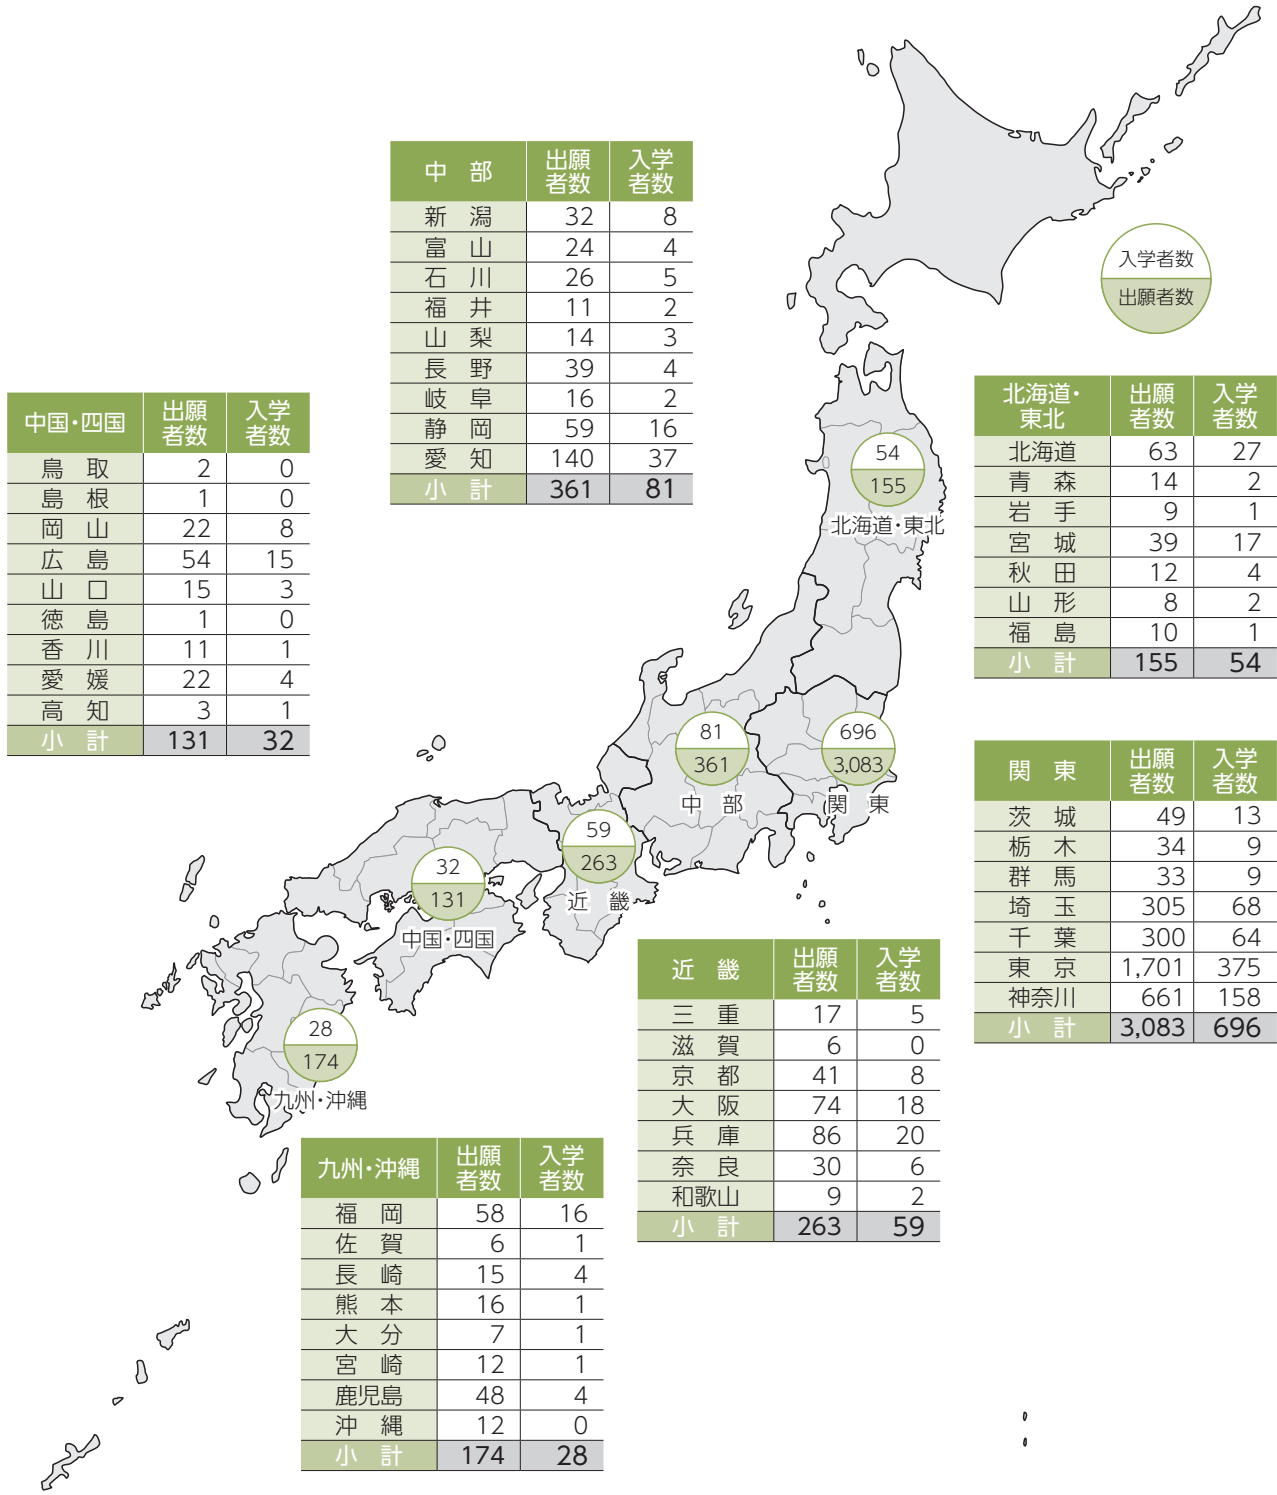 中部 出願者数 入学者数
新潟 32 8
富山 24 4
石川 26 5
福井 11 2
山梨 14 3
長野 39 4
岐阜 16 2
静岡 59 16
愛知 140 37
小計 361 81
入学者数
出願者数
中国・四国 出願者数 入学者数
鳥取 2 0
島根 1 0
岡山 22 8
広島 54 15
山口 15 3
徳島 1 0
香川 11 1
愛媛 22 4
高知 3 1
小計 131 32
北海道・東北 出願者数 入学者数
北海道 63 27
青森 14 2
岩手 9 1
宮城 39 17
秋田 12 4
山形 8 2
福島 10 1
小計 155 54
54
155
北海道・東北
81
361
中部
696
3,083
関東
59
263
近畿
32
131
中国・四国
28
174
九州・沖縄
関東 出願者数 入学者数
茨城 49 13
栃木 34 9
群馬 33 9
埼玉 305 68
千葉 300 64
東京 1,701 375
神奈川 661 158
小計 3,083 696
近畿 出願者数 入学者数
三重 17 5
滋賀 6 0
京都 41 8
大阪 74 18
兵庫 86 20
奈良 30 6
和歌山 9 2
小計 263 59
九州・沖縄 出願者数 入学者数
福岡 58 16
佐賀 6 1
長崎 15 4
熊本 16 1
大分 7 1
宮崎 12 1
鹿児島 48 4
沖縄 12 0
小計 174 28